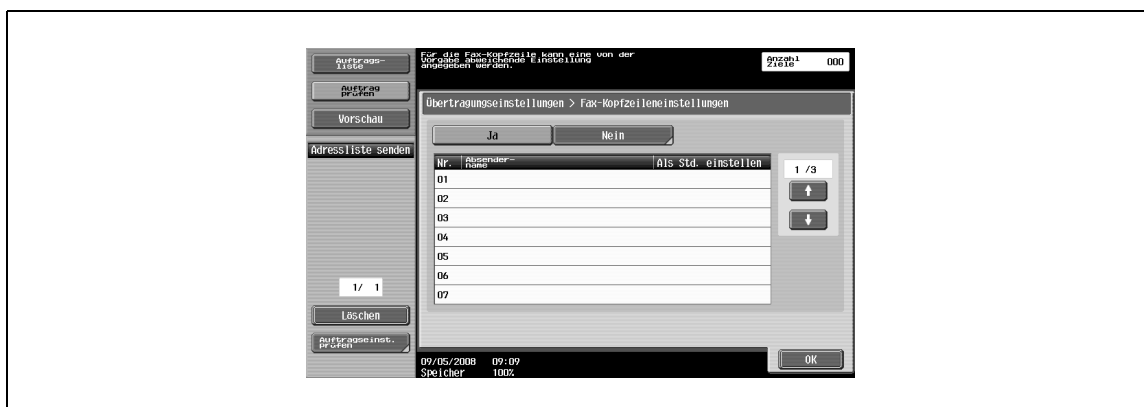 Auftrags-
liste
Auftrag
prüfen
Vorschau
Adressliste senden
1/ 1
Löschen
Auftragseinst.
prüfen
Für die Fax-Kopfzeile kann eine von der
Vorgabe abweichende Einstellung
angegeben werden.
Anzahl
Ziele 000
Übertragungseinstellungen > Fax-Kopfzeileneinstellungen
Ja Nein
Nr. Absender-
name Als Std. einstellen
01
02
03
04
05
06
07
1 /3
↑
↓
09/05/2008 09:09
Speicher 100%
OK